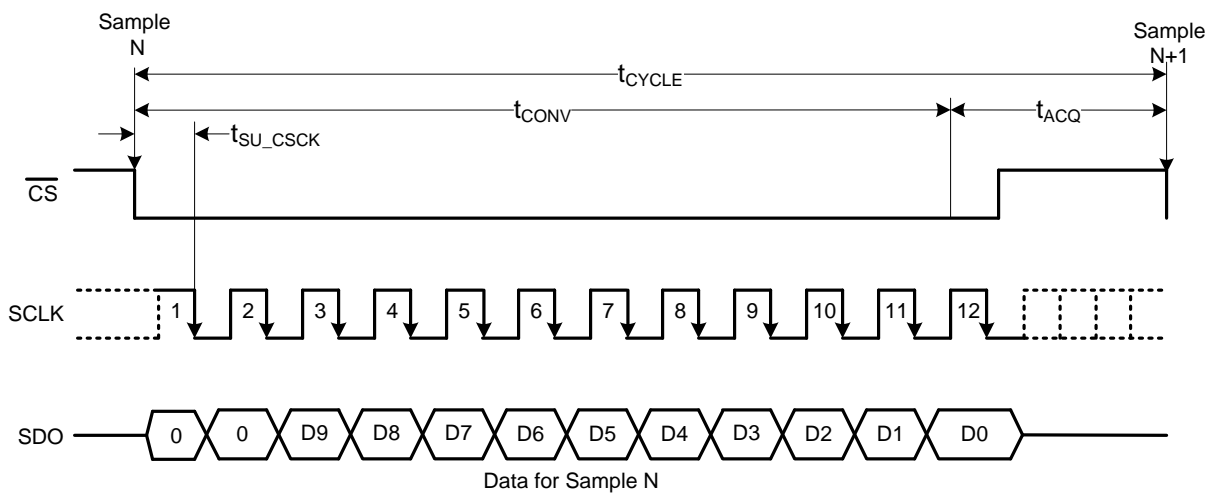 Sample
N
Sample
N+1
tCYCLE
tCONV
tACQ
tSU_CSCK
CS
SCLK
1 2 3 4 5 6 7 8 9 10 11 12
SDO
0 0 D9 D8 D7 D6 D5 D4 D3 D2 D1 D0
Data for Sample N